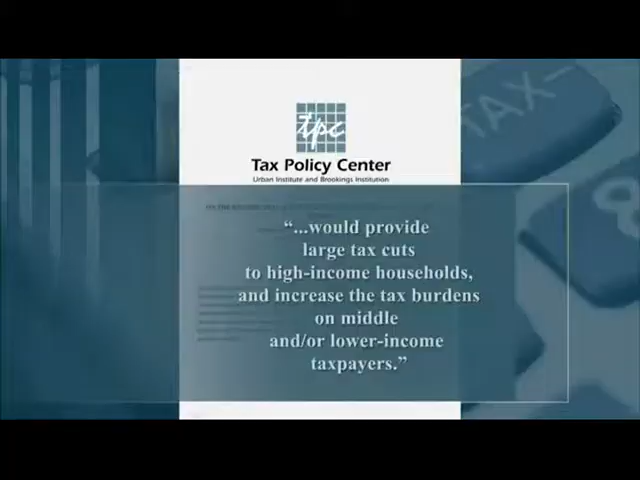 TAX
tpc
Tax Policy Center
Urban Institute and Brookings Institution
“...would provide
large tax cuts
to high-income households,
and increase the tax burdens
on middle
and/or lower-income
taxpayers.”